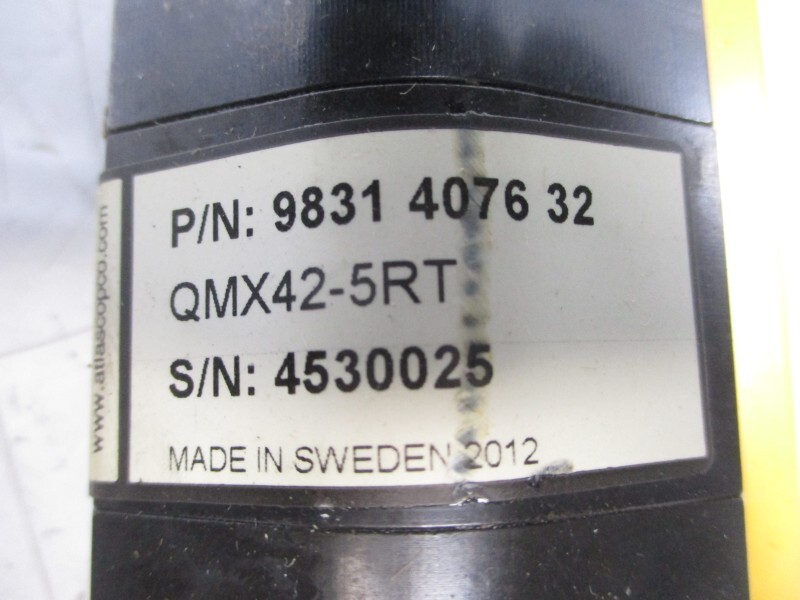 P/N: 9831 4076 32
QMX42-5RT
S/N: 4530025
MADE IN SWEDEN 2012
www.atlascopco.com